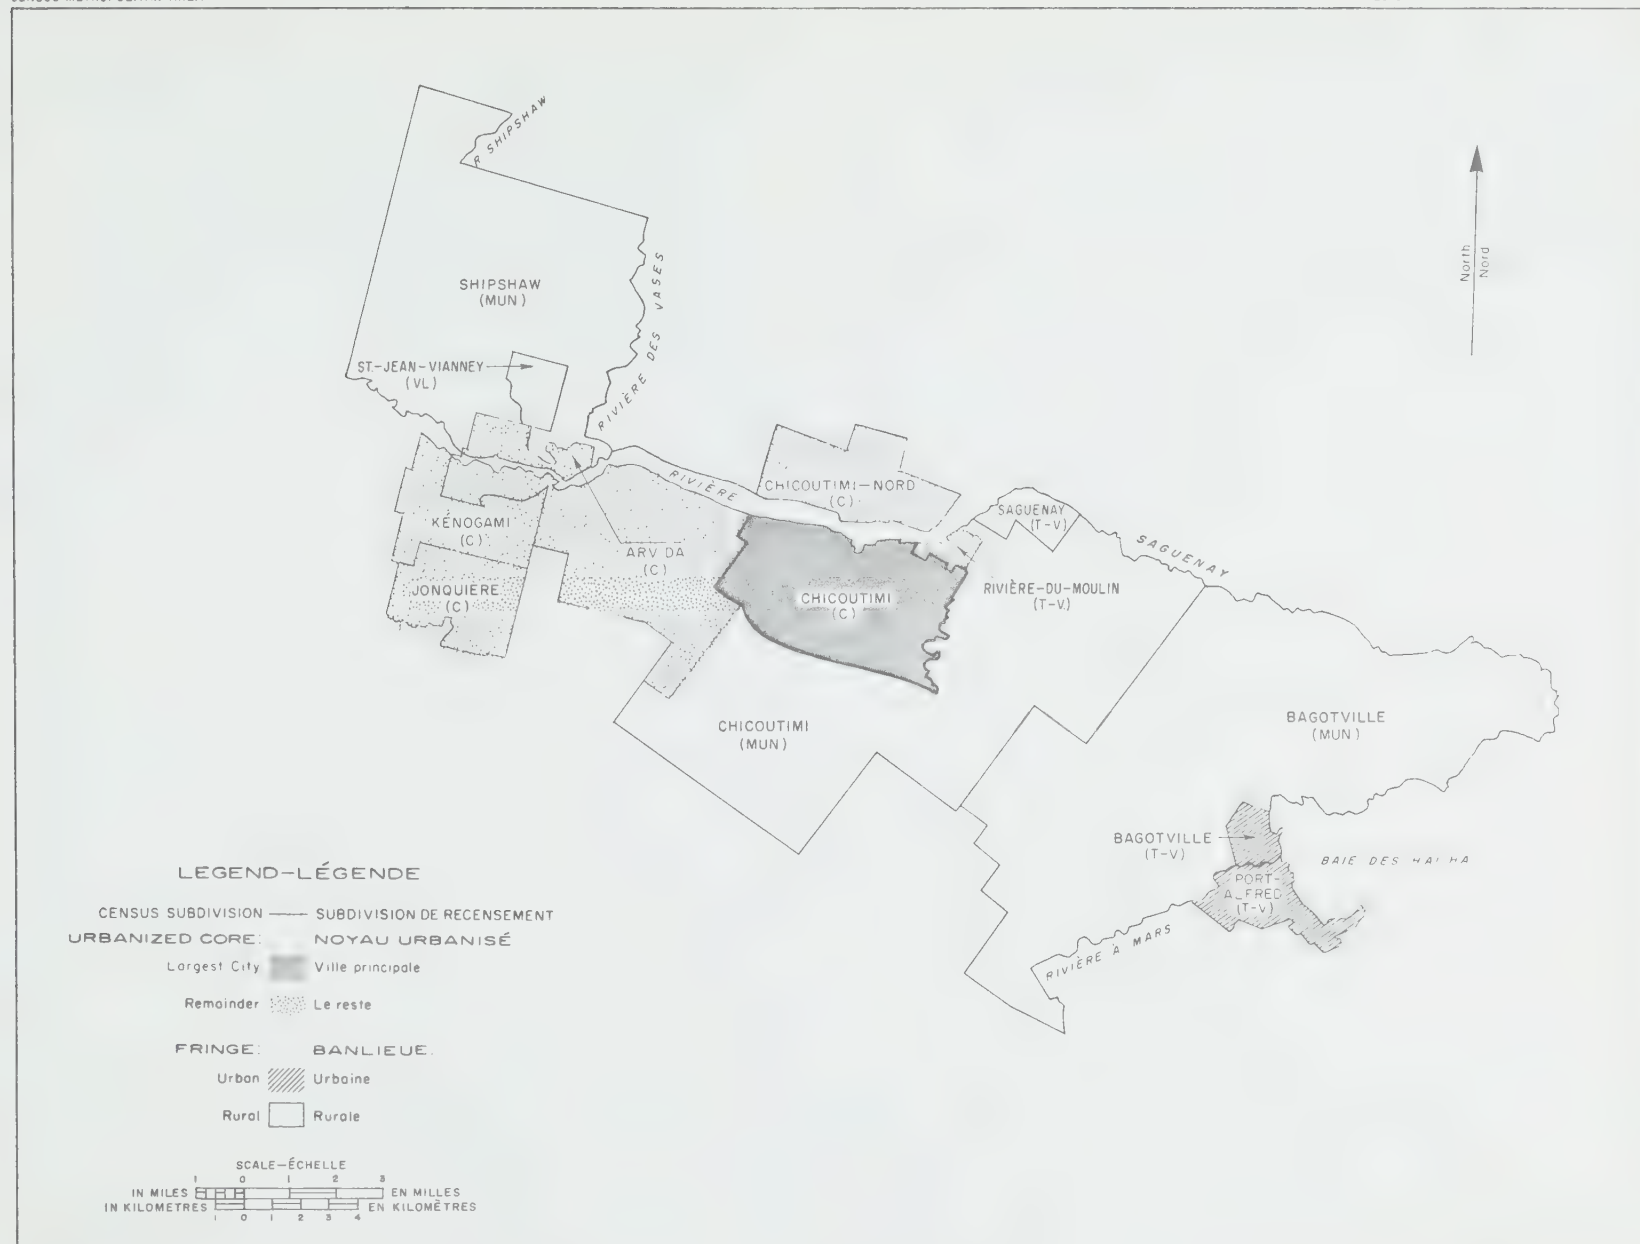 R SHIPSHAW
North
Nord
SHIPSHAW
(MUN)
RIVIÈRE DES VASES
ST.-JEAN-VIANNEY
(VL)
RIVIÈRE
CHICOUTIMI-NORD
(C)
SAGUENAY
(T-V)
SAGUENAY
KÉNOGAMI
(C)
ARV DA
(C)
JONQUIÈRE
(C)
CHICOUTIMI
(C)
RIVIÈRE-DU-MOULIN
(T-V)
CHICOUTIMI
(MUN)
BAGOTVILLE
(MUN)
BAGOTVILLE
(T-V)
BAIE DES HA! HA
PORT-
ALFRED
(T-V)
RIVIÈRE À MARS
LEGEND-LÉGENDE
CENSUS SUBDIVISION SUBDIVISION DE RECENSEMENT
URBANIZED CORE: NOYAU URBANISÉ
Largest City Ville principale
Remainder Le reste
FRINGE: BANLIEUE:
Urban Urbaine
Rural Rurale
SCALE-ÉCHELLE
1 0 1 2 3
IN MILES EN MILLES
IN KILOMETRES EN KILOMÈTRES
1 0 1 2 3 4